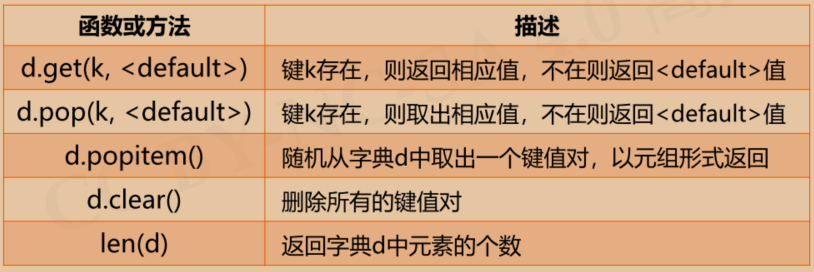 函数或方法 描述
d.get(k, <default>) 键k存在，则返回相应值，不在则返回<default>值
d.pop(k, <default>) 键k存在，则取出相应值，不在则返回<default>值
d.popitem() 随机从字典d中取出一个键值对，以元组形式返回
d.clear() 删除所有的键值对
len(d) 返回字典d中元素的个数